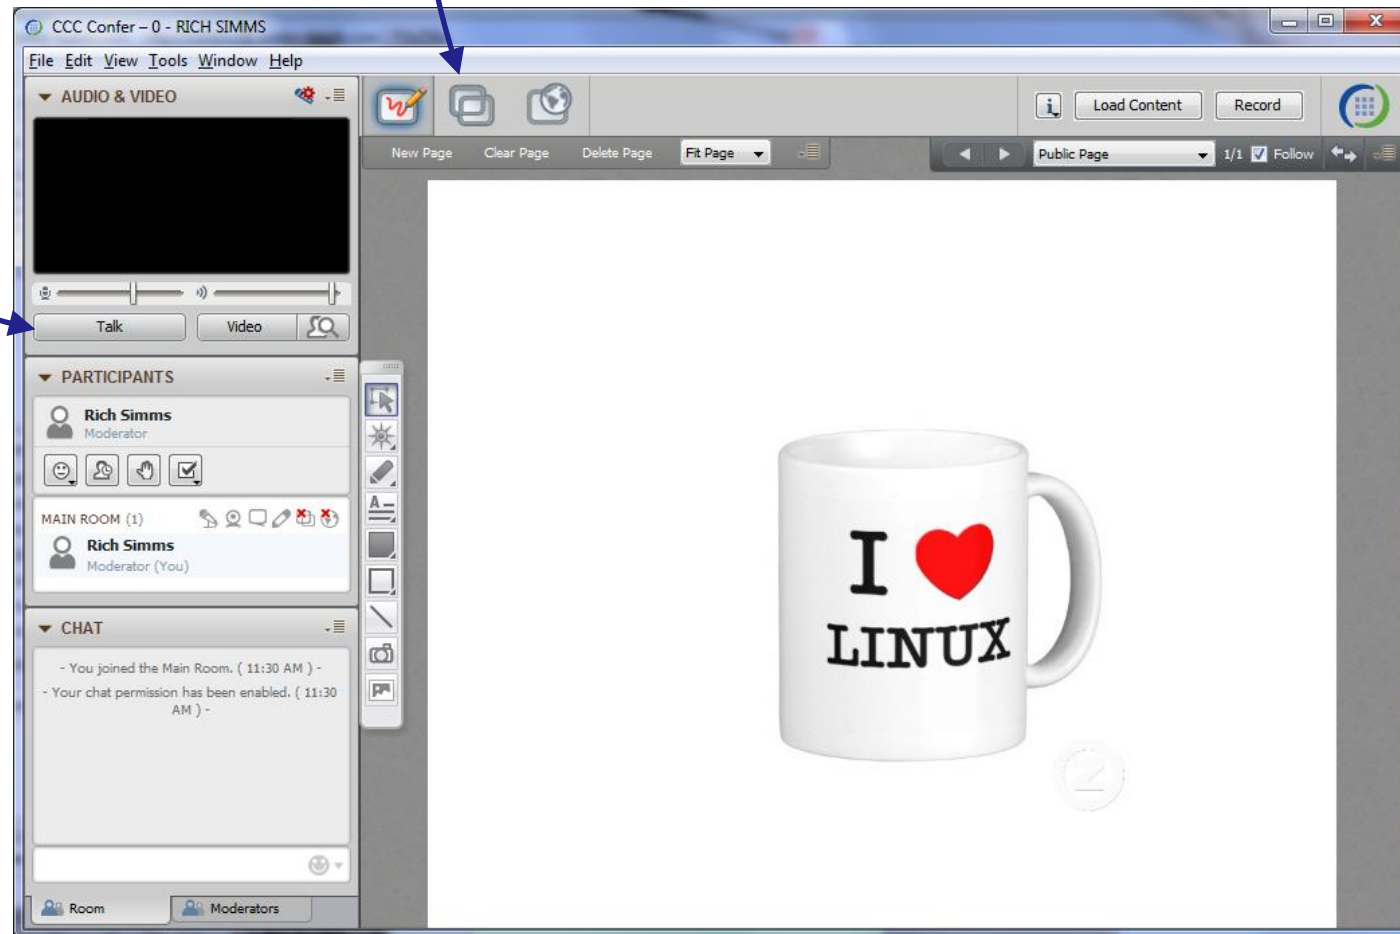 CCC Confer – 0 - RICH SIMMS
File Edit View Tools Window Help
AUDIO & VIDEO
Talk Video
PARTICIPANTS
Rich Simms
Moderator
MAIN ROOM (1)
Rich Simms
Moderator (You)
CHAT
- You joined the Main Room. ( 11:30 AM ) -
- Your chat permission has been enabled. ( 11:30
AM ) -
Room Moderators
i Load Content Record
New Page Clear Page Delete Page Fit Page Public Page 1/1 Follow
A
I ♥
LINUX
2